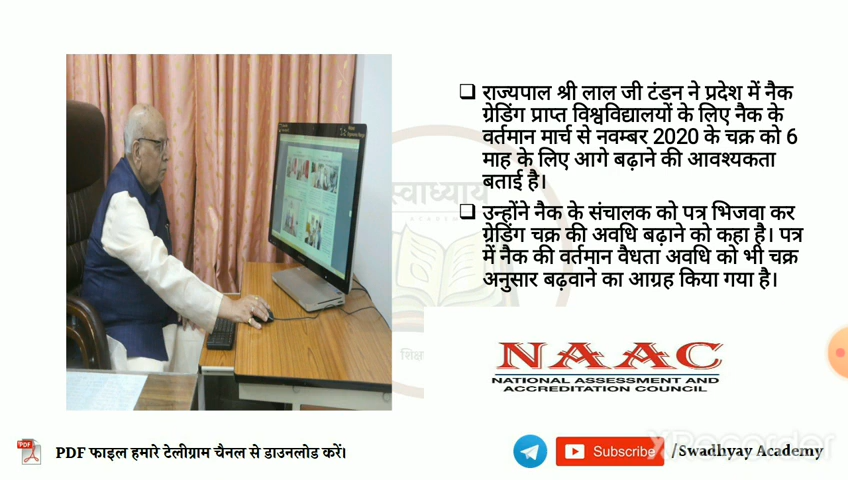 राज्यपाल श्री लाल जी टंडन ने प्रदेश में नैक
ग्रेडिंग प्राप्त विश्वविद्यालयों के लिए नैक के
वर्तमान मार्च से नवम्बर 2020 के चक्र को 6
माह के लिए आगे बढ़ाने की आवश्यकता
बताई है।
उन्होंने नैक के संचालक को पत्र भिजवा कर
ग्रेडिंग चक्र की अवधि बढ़ाने को कहा है। पत्र
में नैक की वर्तमान वैधता अवधि को भी चक्र
अनुसार बढ़वाने का आग्रह किया गया है।
स्वाध्याय
NAAC
NATIONAL ASSESSMENT AND
ACCREDITATION COUNCIL
PDF
PDF फाइल हमारे टेलीग्राम चैनल से डाउनलोड करें।
Subscribe
/Swadhyay Academy
XRecorder